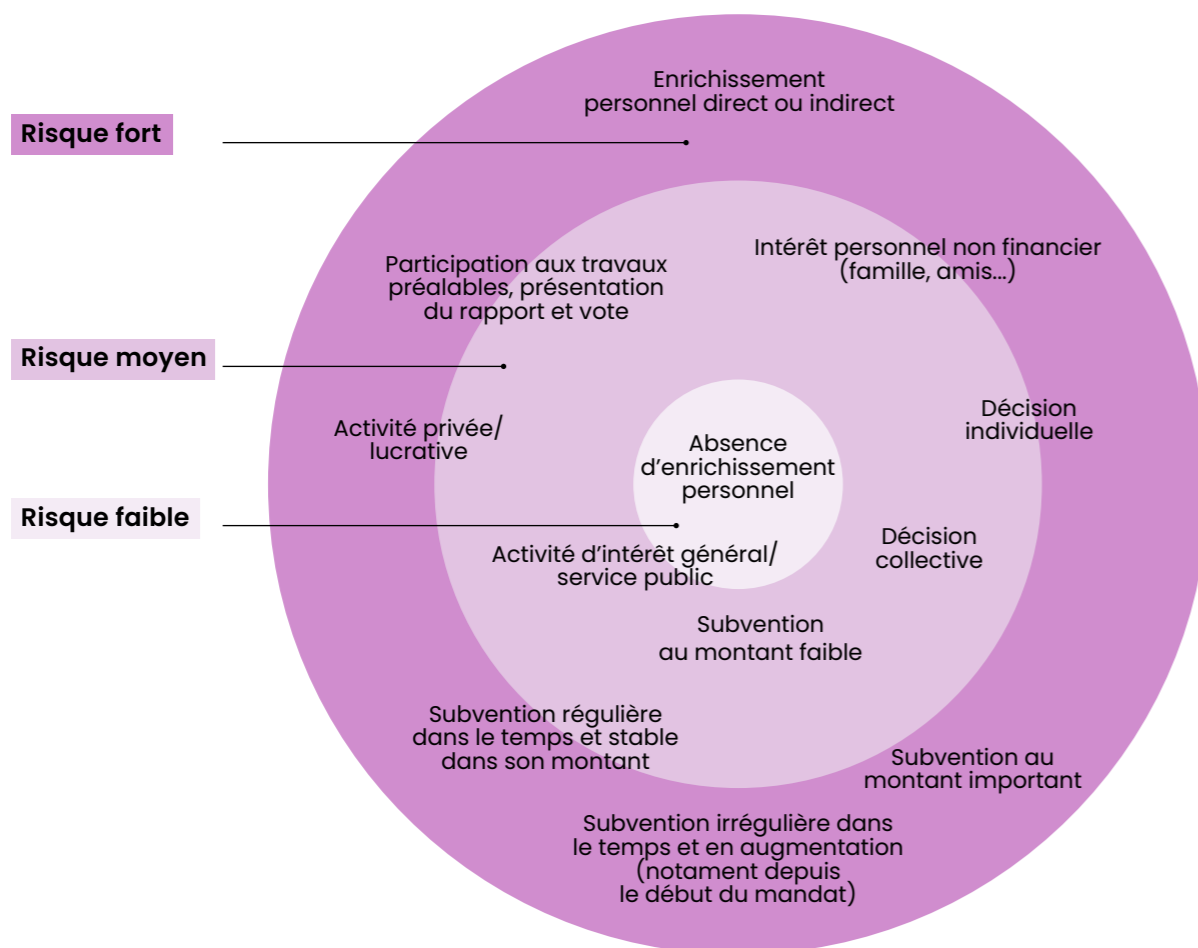 Enrichissement
personnel direct ou indirect
Risque fort
Intérêt personnel non financier
(famille, amis...)
Participation aux travaux
préalables, présentation
du rapport et vote
Risque moyen
Décision
individuelle
Activité privée/
lucrative
Absence
d’enrichissement
personnel
Risque faible
Décision
collective
Activité d’intérêt général/
service public
Subvention
au montant faible
Subvention régulière
dans le temps et stable
dans son montant
Subvention au
montant important
Subvention irrégulière dans
le temps et en augmentation
(notament depuis
le début du mandat)